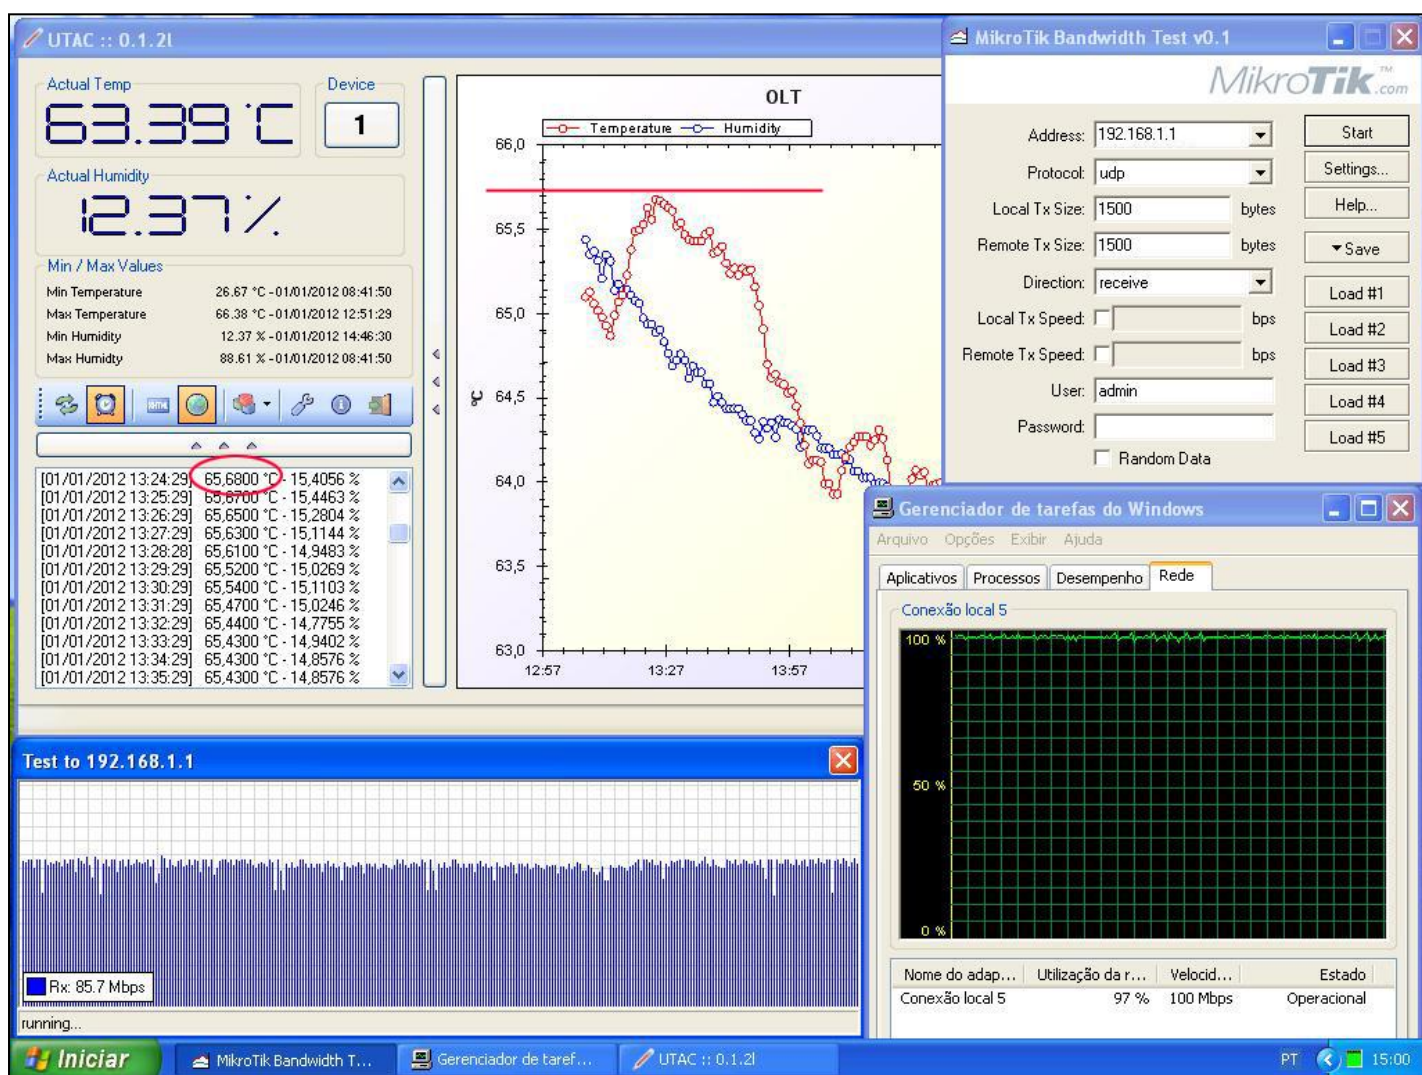 UTAC :: 0.1.2l
Actual Temp
63.39 °C
Device
1
Actual Humidity
12.37 %
Min / Max Values
Min Temperature 26.67 °C - 01/01/2012 08:41:50
Max Temperature 66.38 °C - 01/01/2012 12:51:29
Min Humidity 12.37 % - 01/01/2012 14:46:30
Max Humidty 88.61 % - 01/01/2012 08:41:50
[01/01/2012 13:24:29] 65,6800 °C - 15,4056 %
[01/01/2012 13:25:29] 65,6700 °C - 15,4463 %
[01/01/2012 13:26:29] 65,6500 °C - 15,2804 %
[01/01/2012 13:27:29] 65,6300 °C - 15,1144 %
[01/01/2012 13:28:28] 65,6100 °C - 14,9483 %
[01/01/2012 13:29:29] 65,5200 °C - 15,0269 %
[01/01/2012 13:30:29] 65,5400 °C - 15,1103 %
[01/01/2012 13:31:29] 65,4700 °C - 15,0246 %
[01/01/2012 13:32:29] 65,4400 °C - 14,7755 %
[01/01/2012 13:33:29] 65,4300 °C - 14,9402 %
[01/01/2012 13:34:29] 65,4300 °C - 14,8576 %
[01/01/2012 13:35:29] 65,4300 °C - 14,8576 %
OLT
Temperature Humidity
66,0
65,5
65,0
64,5
64,0
63,5
63,0
°C
12:57 13:27 13:57
MikroTik Bandwidth Test v0.1
MikroTik™.com
Address: 192.168.1.1 Start
Protocol: udp Settings...
Local Tx Size: 1500 bytes Help...
Remote Tx Size: 1500 bytes Save
Direction: receive Load #1
Local Tx Speed: bps Load #2
Remote Tx Speed: bps Load #3
User: admin Load #4
Password: Load #5
Random Data
Gerenciador de tarefas do Windows
Arquivo Opções Exibir Ajuda
Aplicativos Processos Desempenho Rede
Conexão local 5
100 %
50 %
0 %
Nome do adap... Utilização da r... Velocid... Estado
Conexão local 5 97 % 100 Mbps Operacional
Test to 192.168.1.1
Rx: 85.7 Mbps
running...
Iniciar MikroTik Bandwidth T... Gerenciador de taref... UTAC :: 0.1.2l PT 15:00